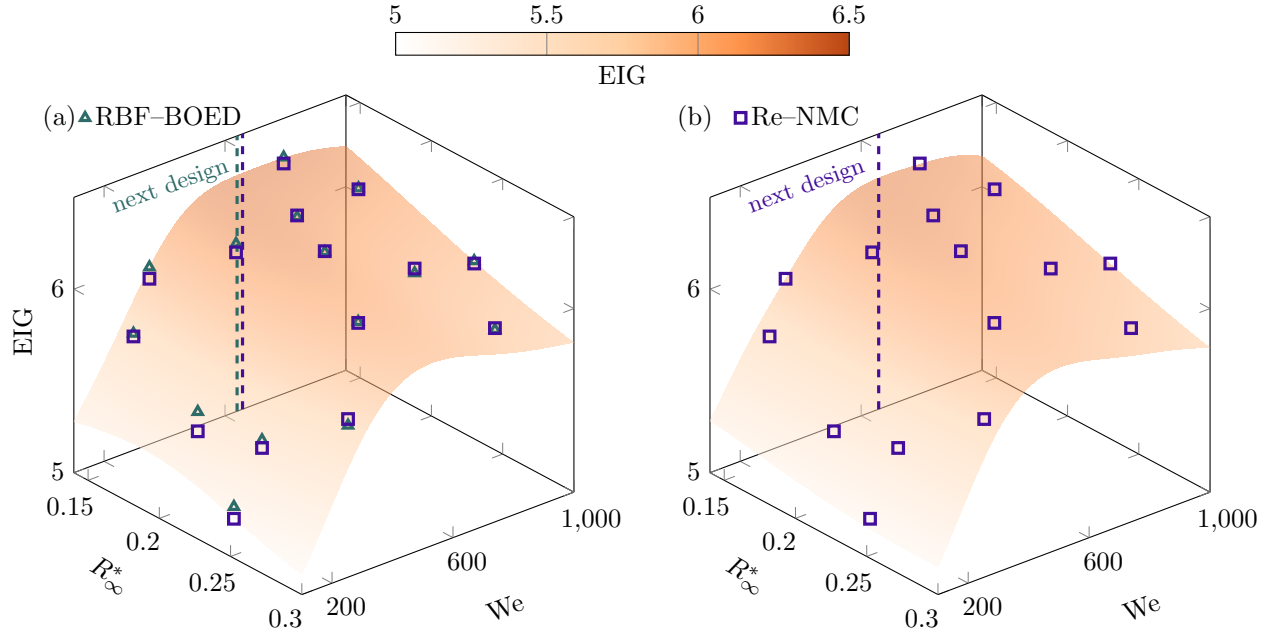 5 5.5 6 6.5
EIG
(a) RBF–BOED
next design
6
5
EIG
0.15
0.2
0.25
0.3
R*∞
200
600
1,000
We
(b) Re–NMC
next design
6
5
0.15
0.2
0.25
0.3
R*∞
200
600
1,000
We